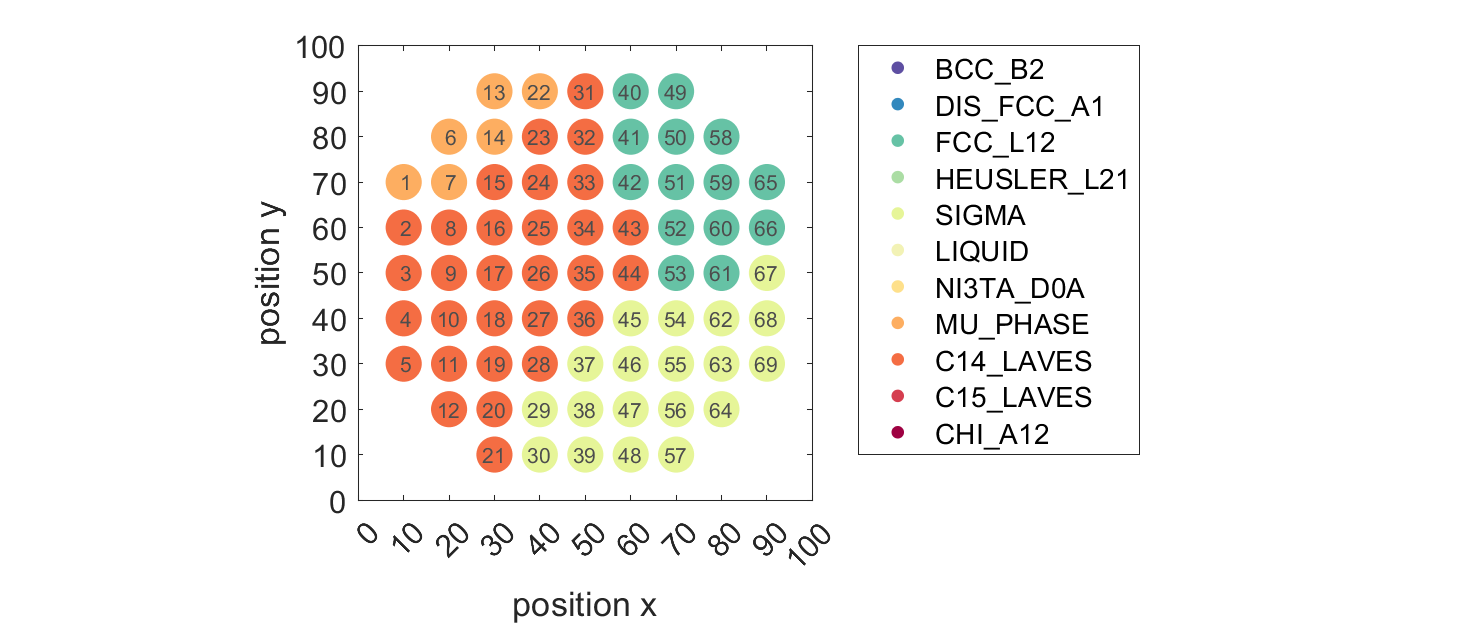 100
90
80
70
60
50
40
30
20
10
0
position y
13 22 31 40 49
6 14 23 32 41 50 58
1 7 15 24 33 42 51 59 65
2 8 16 25 34 43 52 60 66
3 9 17 26 35 44 53 61 67
4 10 18 27 36 45 54 62 68
5 11 19 28 37 46 55 63 69
12 20 29 38 47 56 64
21 30 39 48 57
0 10 20 30 40 50 60 70 80 90 100
position x
BCC_B2
DIS_FCC_A1
FCC_L12
HEUSLER_L21
SIGMA
LIQUID
NI3TA_D0A
MU_PHASE
C14_LAVES
C15_LAVES
CHI_A12